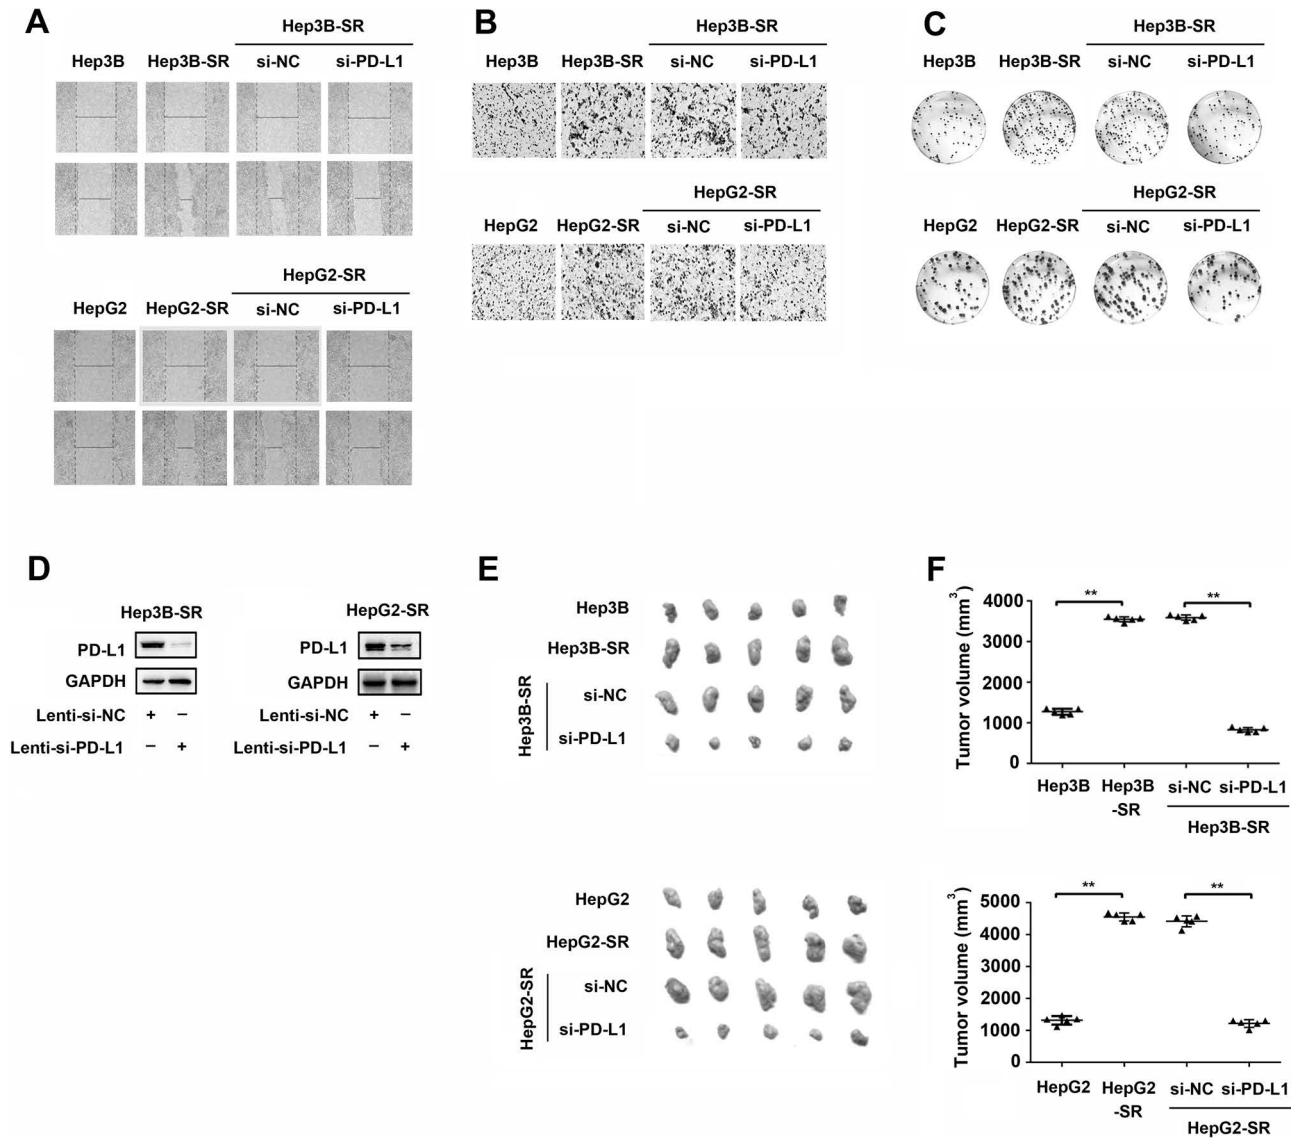 A
Hep3B-SR
Hep3B Hep3B-SR si-NC si-PD-L1
HepG2-SR
HepG2 HepG2-SR si-NC si-PD-L1
B
Hep3B-SR
Hep3B Hep3B-SR si-NC si-PD-L1
HepG2-SR
HepG2 HepG2-SR si-NC si-PD-L1
C
Hep3B-SR
Hep3B Hep3B-SR si-NC si-PD-L1
HepG2-SR
HepG2 HepG2-SR si-NC si-PD-L1
D
Hep3B-SR
PD-L1
GAPDH
Lenti-si-NC + –
Lenti-si-PD-L1 – +
HepG2-SR
PD-L1
GAPDH
Lenti-si-NC + –
Lenti-si-PD-L1 – +
E
Hep3B
Hep3B-SR
Hep3B-SR
si-NC
si-PD-L1
HepG2
HepG2-SR
HepG2-SR
si-NC
si-PD-L1
F
Tumor volume (mm³)
4000
3000
2000
1000
0
** **
Hep3B Hep3B si-NC si-PD-L1
-SR
Hep3B-SR
Tumor volume (mm³)
5000
4000
3000
2000
1000
0
** **
HepG2 HepG2 si-NC si-PD-L1
-SR
HepG2-SR